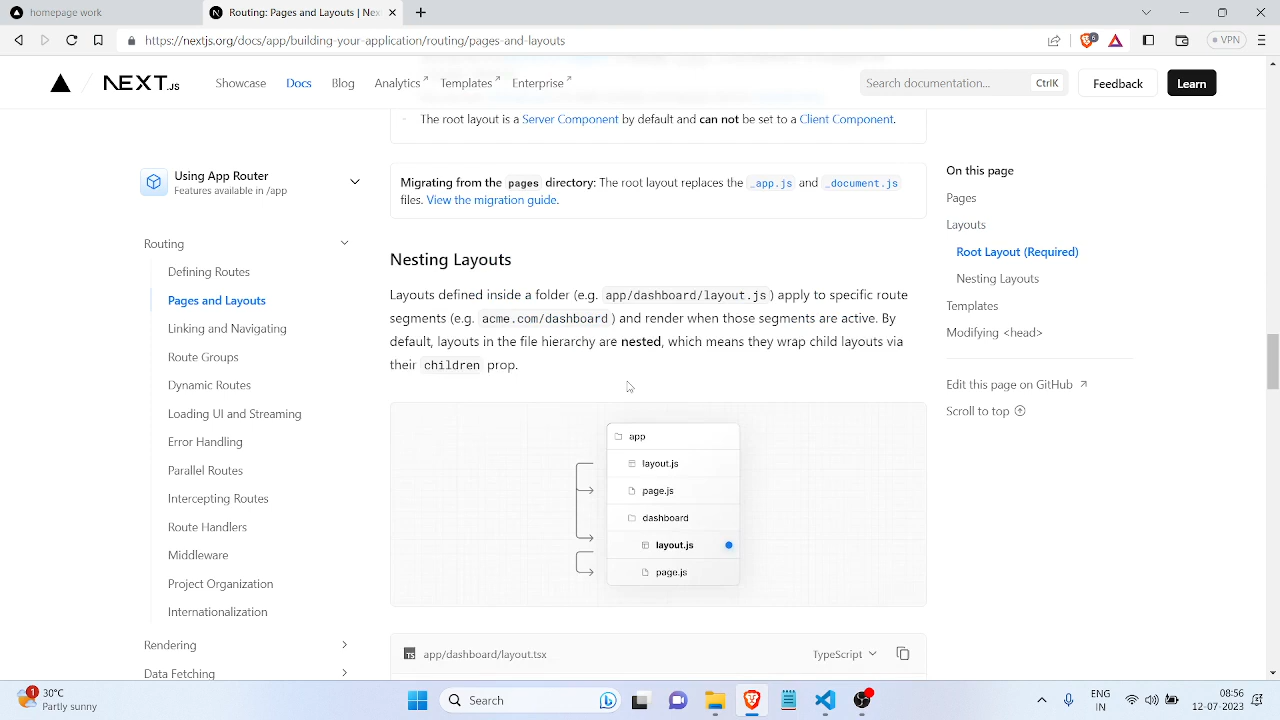 homepage work
Routing: Pages and Layouts | Nex
https://nextjs.org/docs/app/building-your-application/routing/pages-and-layouts
6
VPN
NEXT.JS
Showcase
Docs
Blog
Analytics
Templates
Enterprise
Search documentation...
CtrlK
Feedback
Learn
Using App Router
Features available in /app
Routing
Defining Routes
Pages and Layouts
Linking and Navigating
Route Groups
Dynamic Routes
Loading UI and Streaming
Error Handling
Parallel Routes
Intercepting Routes
Route Handlers
Middleware
Project Organization
Internationalization
Rendering
Data Fetching
The root layout is a Server Component by default and can not be set to a Client Component.
Migrating from the pages directory: The root layout replaces the _app.js and _document.js
files. View the migration guide.
Nesting Layouts
Layouts defined inside a folder (e.g. app/dashboard/layout.js) apply to specific route
segments (e.g. acme.com/dashboard ) and render when those segments are active. By
default, layouts in the file hierarchy are nested, which means they wrap child layouts via
their children prop.
app
layout.js
page.js
dashboard
layout.js
page.js
TS app/dashboard/layout.tsx
TypeScript
On this page
Pages
Layouts
Root Layout (Required)
Nesting Layouts
Templates
Modifying <head>
Edit this page on GitHub
Scroll to top
1
30°C
Partly sunny
Search
ENG
IN
08:56
12-07-2023